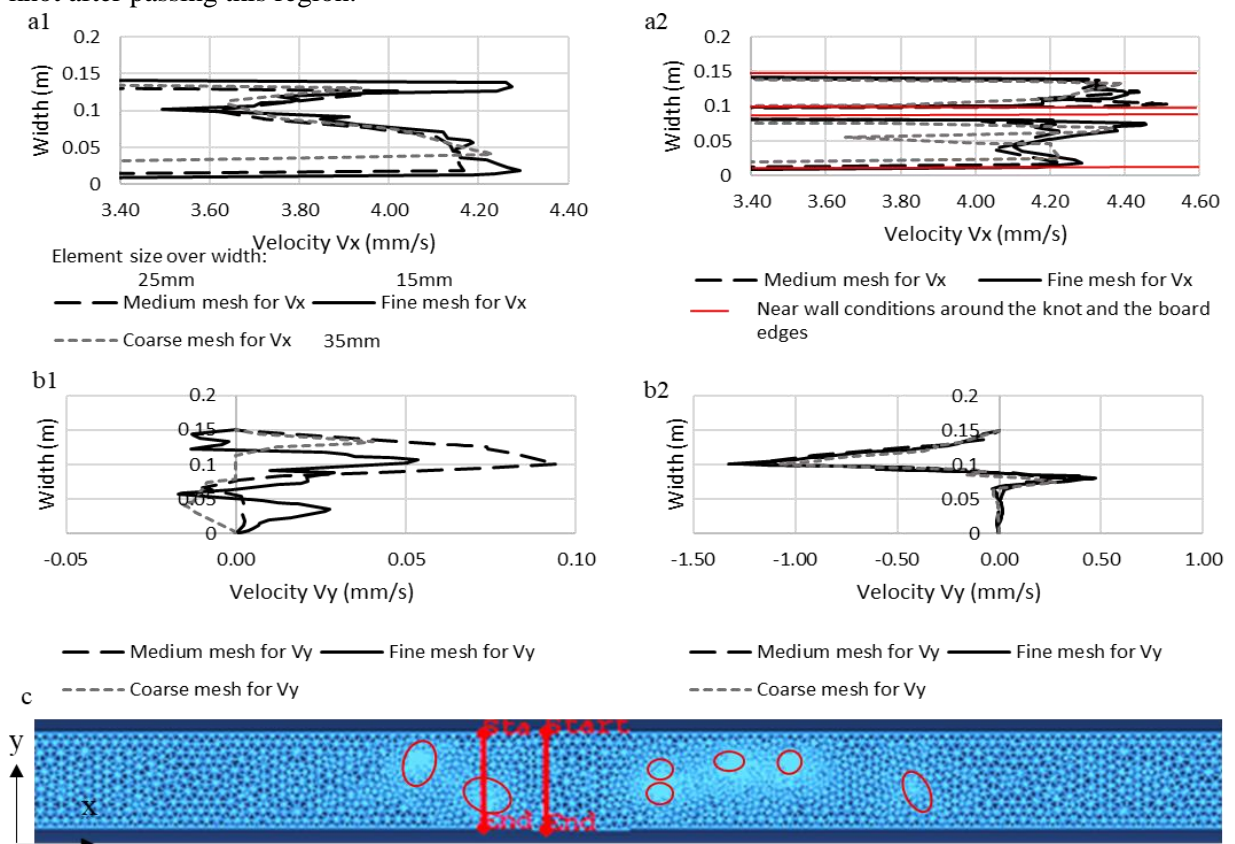 knot after passing this region.
a1
a2
0.2
0.15
0.1
0.05
0
Width (m)
3.40 3.60 3.80 4.00 4.20 4.40
Velocity Vx (mm/s)
0.2
0.15
0.1
0.05
0
Width (m)
3.40 3.60 3.80 4.00 4.20 4.40 4.60
Velocity Vx (mm/s)
Element size over width:
25mm 15mm
Medium mesh for Vx Fine mesh for Vx
Coarse mesh for Vx 35mm
Medium mesh for Vx Fine mesh for Vx
Near wall conditions around the knot and the board
edges
b1
b2
0.2
0.15
0.1
0.05
0
Width (m)
-0.05 0.00 0.05 0.10
Velocity Vy (mm/s)
0.2
0.15
0.1
0.05
0
Width (m)
-1.50 -1.00 -0.50 0.00 0.50 1.00
Velocity Vy (mm/s)
Medium mesh for Vy Fine mesh for Vy
Coarse mesh for Vy
Medium mesh for Vy Fine mesh for Vy
Coarse mesh for Vy
c
Sta Start
y
x
End End